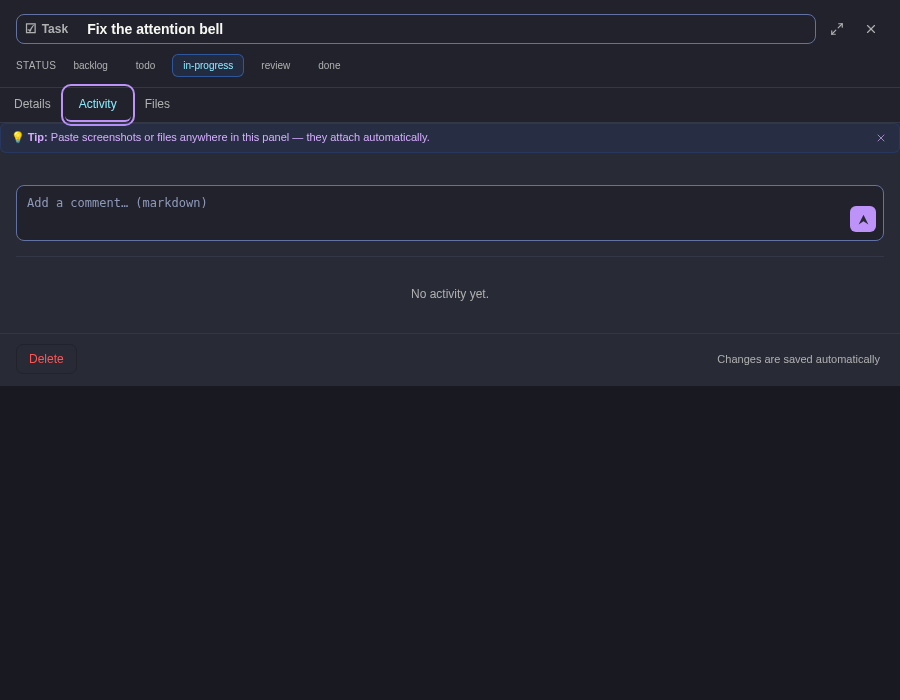 ☑ Task Fix the attention bell
STATUS backlog todo in-progress review done
Details Activity Files
💡 Tip: Paste screenshots or files anywhere in this panel — they attach automatically.
Add a comment… (markdown)
No activity yet.
Delete Changes are saved automatically